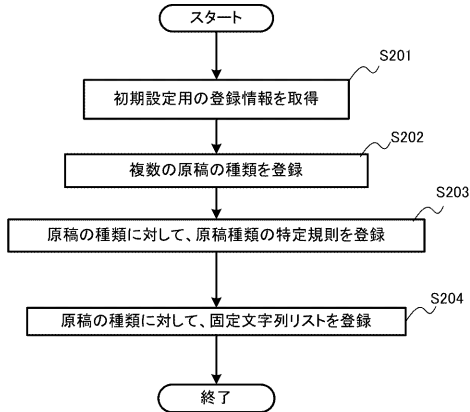 スタート
S201
初期設定用の登録情報を取得
S202
複数の原稿の種類を登録
S203
原稿の種類に対して、原稿種類の特定規則を登録
S204
原稿の種類に対して、固定文字列リストを登録
終了